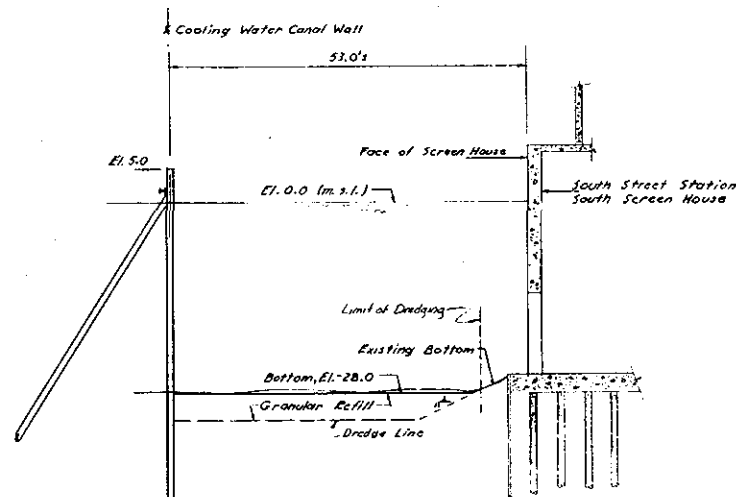 ℄ Cooling Water Canal Wall
53.0's
Face of Screen House
El. 5.0
El. 0.0 (m.s.l.)
South Street Station
South Screen House
Limit of Dredging
Existing Bottom
Bottom, El.-28.0
Granular Refill
Dredge Line